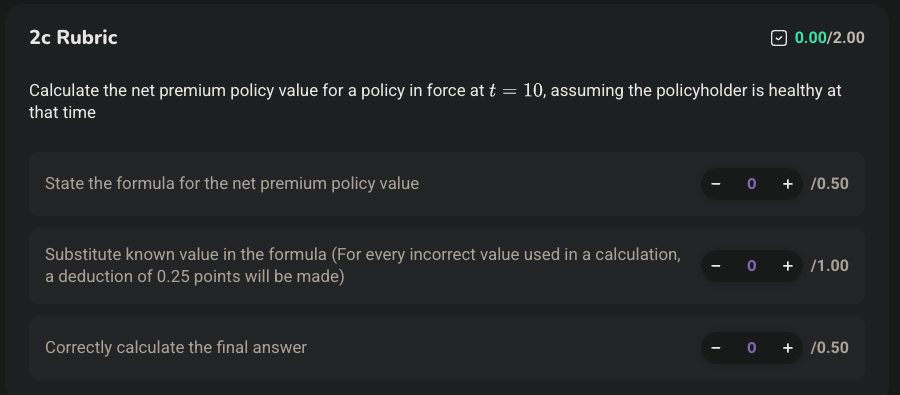 2c Rubric
0.00/2.00
Calculate the net premium policy value for a policy in force at t = 10, assuming the policyholder is healthy at
that time
State the formula for the net premium policy value
− 0 + /0.50
Substitute known value in the formula (For every incorrect value used in a calculation,
a deduction of 0.25 points will be made)
− 0 + /1.00
Correctly calculate the final answer
− 0 + /0.50